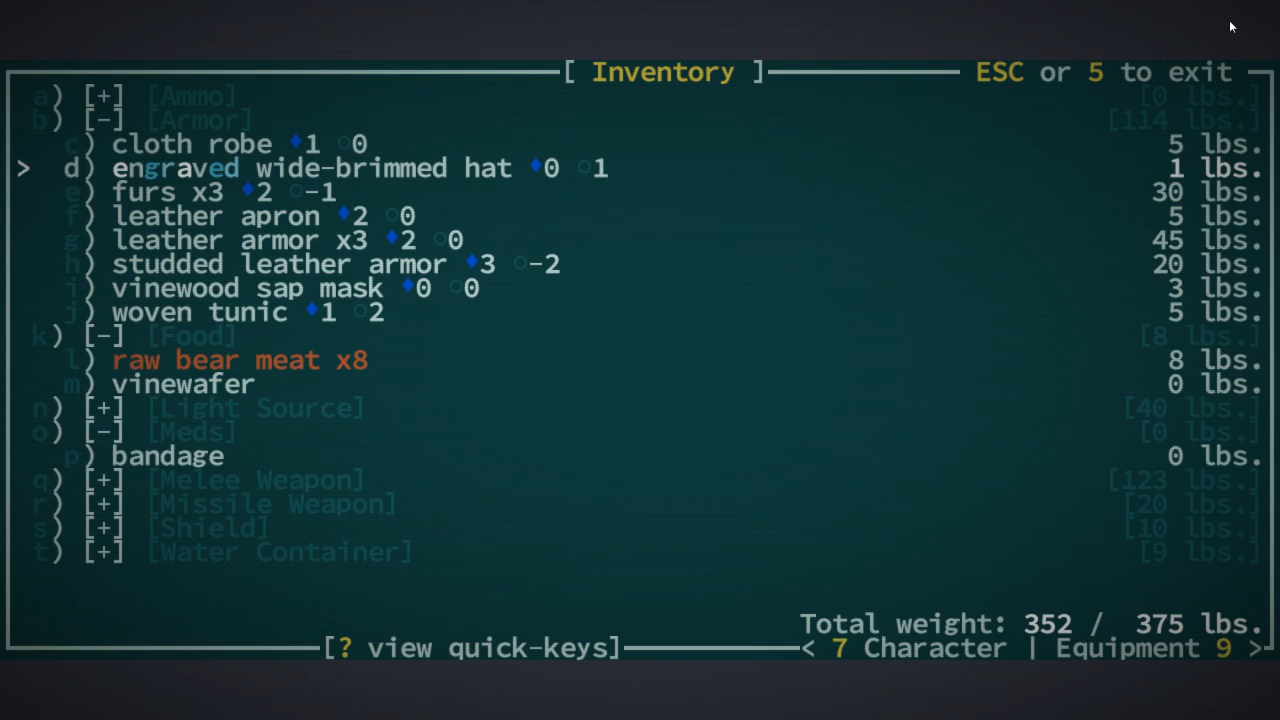 [ Inventory ] ESC or 5 to exit
a) [+] [Ammo] [0 lbs.]
b) [-] [Armor] [114 lbs.]
c) cloth robe ♦1 ○0 5 lbs.
> d) engraved wide-brimmed hat ♦0 ○1 1 lbs.
e) furs x3 ♦2 ○-1 30 lbs.
f) leather apron ♦2 ○0 5 lbs.
g) leather armor x3 ♦2 ○0 45 lbs.
h) studded leather armor ♦3 ○-2 20 lbs.
i) vinewood sap mask ♦0 ○0 3 lbs.
j) woven tunic ♦1 ○2 5 lbs.
k) [-] [Food] [8 lbs.]
l) raw bear meat x8 8 lbs.
m) vinewafer 0 lbs.
n) [+] [Light Source] [40 lbs.]
o) [-] [Meds] [0 lbs.]
p) bandage 0 lbs.
q) [+] [Melee Weapon] [123 lbs.]
r) [+] [Missile Weapon] [20 lbs.]
s) [+] [Shield] [10 lbs.]
t) [+] [Water Container] [9 lbs.]
Total weight: 352 / 375 lbs.
[? view quick-keys] < 7 Character | Equipment 9 >